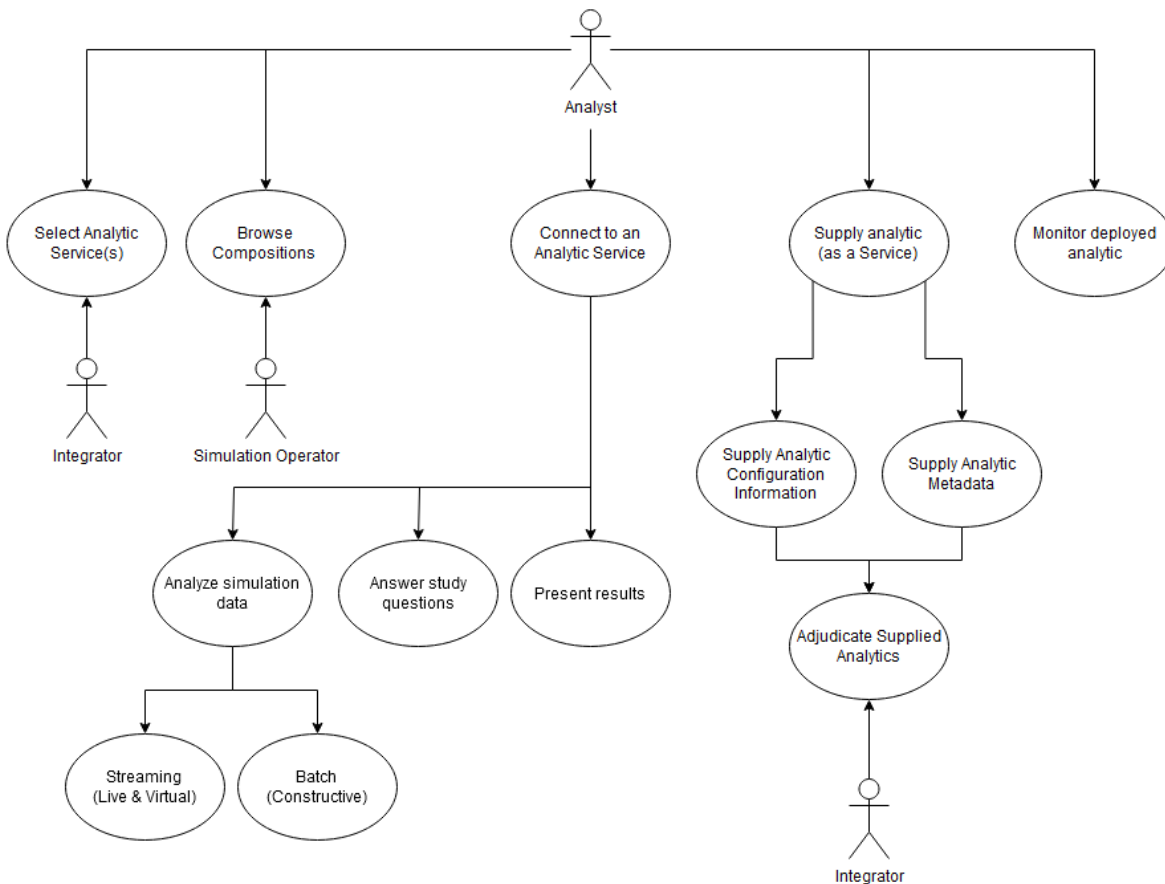 Analyst
Select Analytic
Service(s)
Browse
Compositions
Connect to an
Analytic Service
Supply analytic
(as a Service)
Monitor deployed
analytic
Integrator
Simulation Operator
Supply Analytic
Configuration
Information
Supply Analytic
Metadata
Analyze simulation
data
Answer study
questions
Present results
Adjudicate Supplied
Analytics
Streaming
(Live & Virtual)
Batch
(Constructive)
Integrator